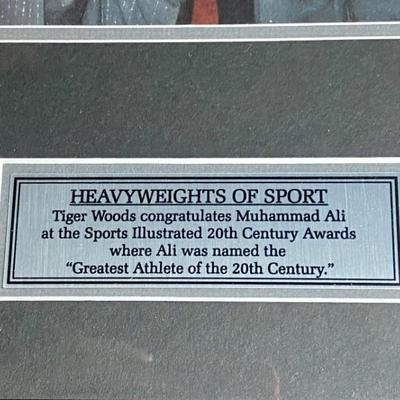 HEAVYWEIGHTS OF SPORT
Tiger Woods congratulates Muhammad Ali
at the Sports Illustrated 20th Century Awards
where Ali was named the
“Greatest Athlete of the 20th Century.”